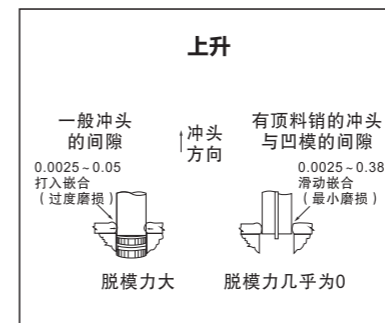 上升
一般冲头
的间隙
0.0025~0.05
打入嵌合
(过度磨损)
冲头
方向
有顶料销的冲头
与凹模的间隙
0.0025~0.38
滑动嵌合
(最小磨损)
脱模力大
脱模力几乎为0